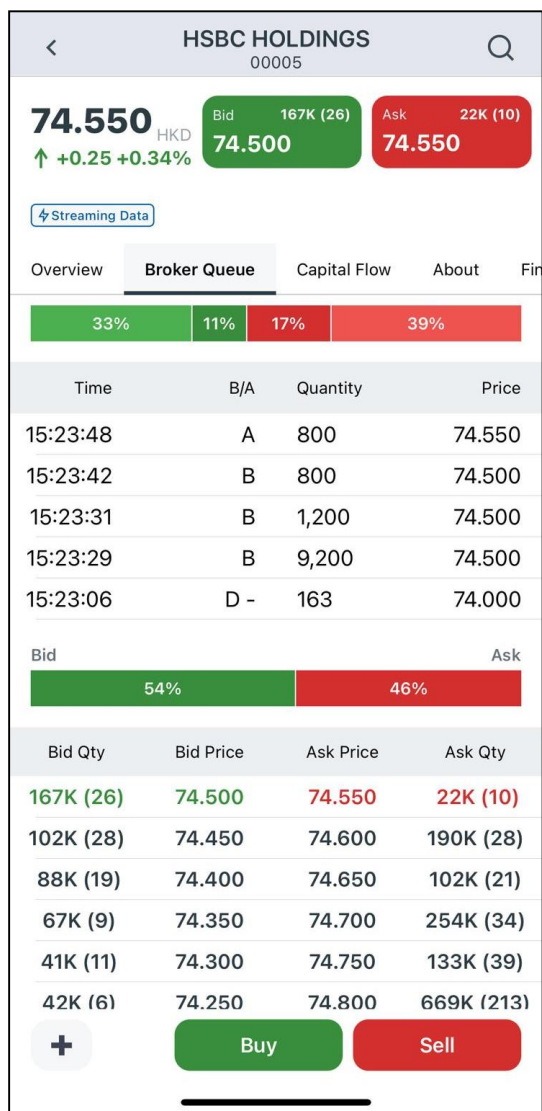 HSBC HOLDINGS
00005
74.550 HKD
+0.25 +0.34%
Bid 167K (26)
74.500
Ask 22K (10)
74.550
Streaming Data
Overview Broker Queue Capital Flow About Fin
33% 11% 17% 39%
Time B/A Quantity Price
15:23:48 A 800 74.550
15:23:42 B 800 74.500
15:23:31 B 1,200 74.500
15:23:29 B 9,200 74.500
15:23:06 D - 163 74.000
Bid Ask
54% 46%
Bid Qty Bid Price Ask Price Ask Qty
167K (26) 74.500 74.550 22K (10)
102K (28) 74.450 74.600 190K (28)
88K (19) 74.400 74.650 102K (21)
67K (9) 74.350 74.700 254K (34)
41K (11) 74.300 74.750 133K (39)
42K (6) 74.250 74.800 669K (213)
+ Buy Sell